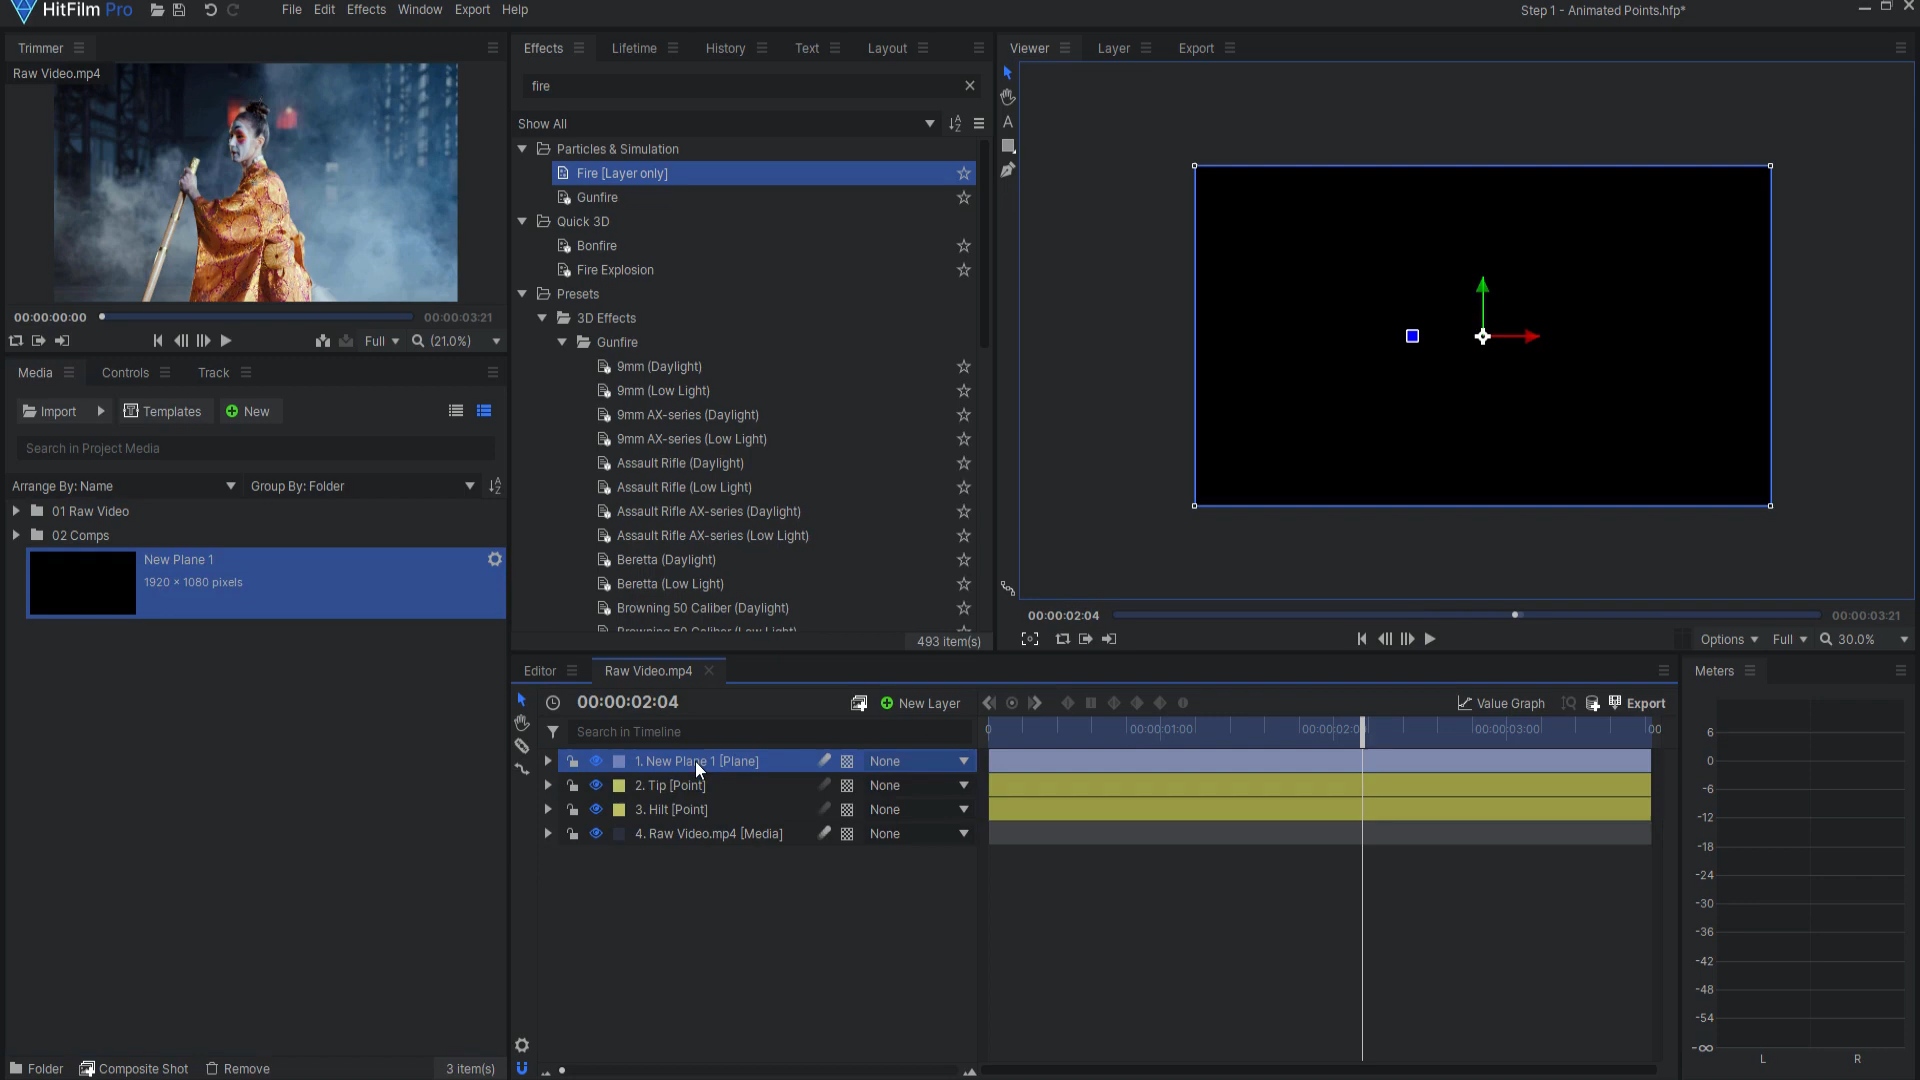 HitFilm Pro
File Edit Effects Window Export Help
Step 1 - Animated Points.hfp*
Trimmer
Raw Video.mp4
00:00:00:00
00:00:03:21
Full
(21.0%)
Media Controls Track
Import Templates New
Search in Project Media
Arrange By: Name
Group By: Folder
01 Raw Video
02 Comps
New Plane 1
1920 × 1080 pixels
Folder Composite Shot Remove 3 item(s)
Effects Lifetime History Text Layout
fire
Show All
Particles & Simulation
Fire [Layer only]
Gunfire
Quick 3D
Bonfire
Fire Explosion
Presets
3D Effects
Gunfire
9mm (Daylight)
9mm (Low Light)
9mm AX-series (Daylight)
9mm AX-series (Low Light)
Assault Rifle (Daylight)
Assault Rifle (Low Light)
Assault Rifle AX-series (Daylight)
Assault Rifle AX-series (Low Light)
Beretta (Daylight)
Beretta (Low Light)
Browning 50 Caliber (Daylight)
Browning 50 Caliber (Low Light)
493 item(s)
Viewer Layer Export
A
00:00:02:04
00:00:03:21
Options Full 30.0%
Editor Raw Video.mp4
00:00:02:04
New Layer
Value Graph
Export
Search in Timeline
0 00:00:01:00 00:00:02:0 00:00:03:00 00
1. New Plane 1 [Plane] None
2. Tip [Point] None
3. Hilt [Point] None
4. Raw Video.mp4 [Media] None
Meters
6
0
-6
-12
-18
-24
-30
-36
-42
-48
-54
-∞
L R